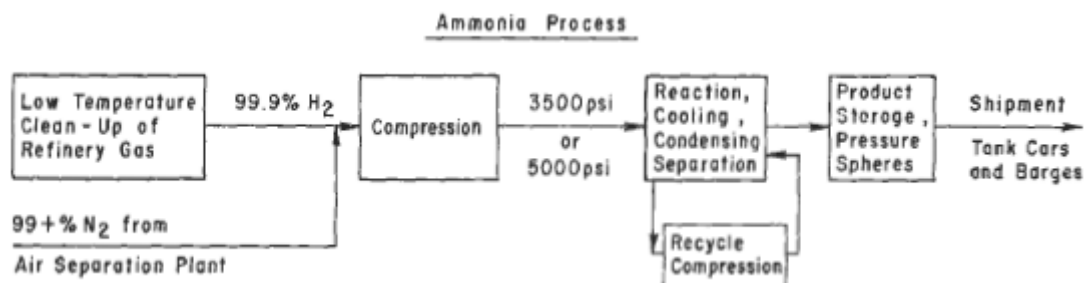 Ammonia Process
Low Temperature
Clean-Up of
Refinery Gas
99.9% H2
99+% N2 from
Air Separation Plant
Compression
3500psi
or
5000psi
Reaction,
Cooling,
Condensing
Separation
Recycle
Compression
Product
Storage,
Pressure
Spheres
Shipment
Tank Cars
and Barges